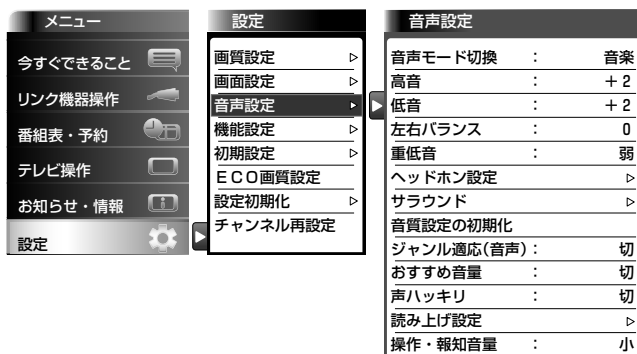 メニュー
今すぐできること
リンク機器操作
番組表・予約
テレビ操作
お知らせ・情報
設定
設定
画質設定
画面設定
音声設定
機能設定
初期設定
ECO画質設定
設定初期化
チャンネル再設定
音声設定
音声モード切換 : 音楽
高音 : +2
低音 : +2
左右バランス : 0
重低音 : 弱
ヘッドホン設定
サラウンド
音質設定の初期化
ジャンル適応(音声): 切
おすすめ音量 : 切
声ハッキリ : 切
読み上げ設定
操作・報知音量 : 小